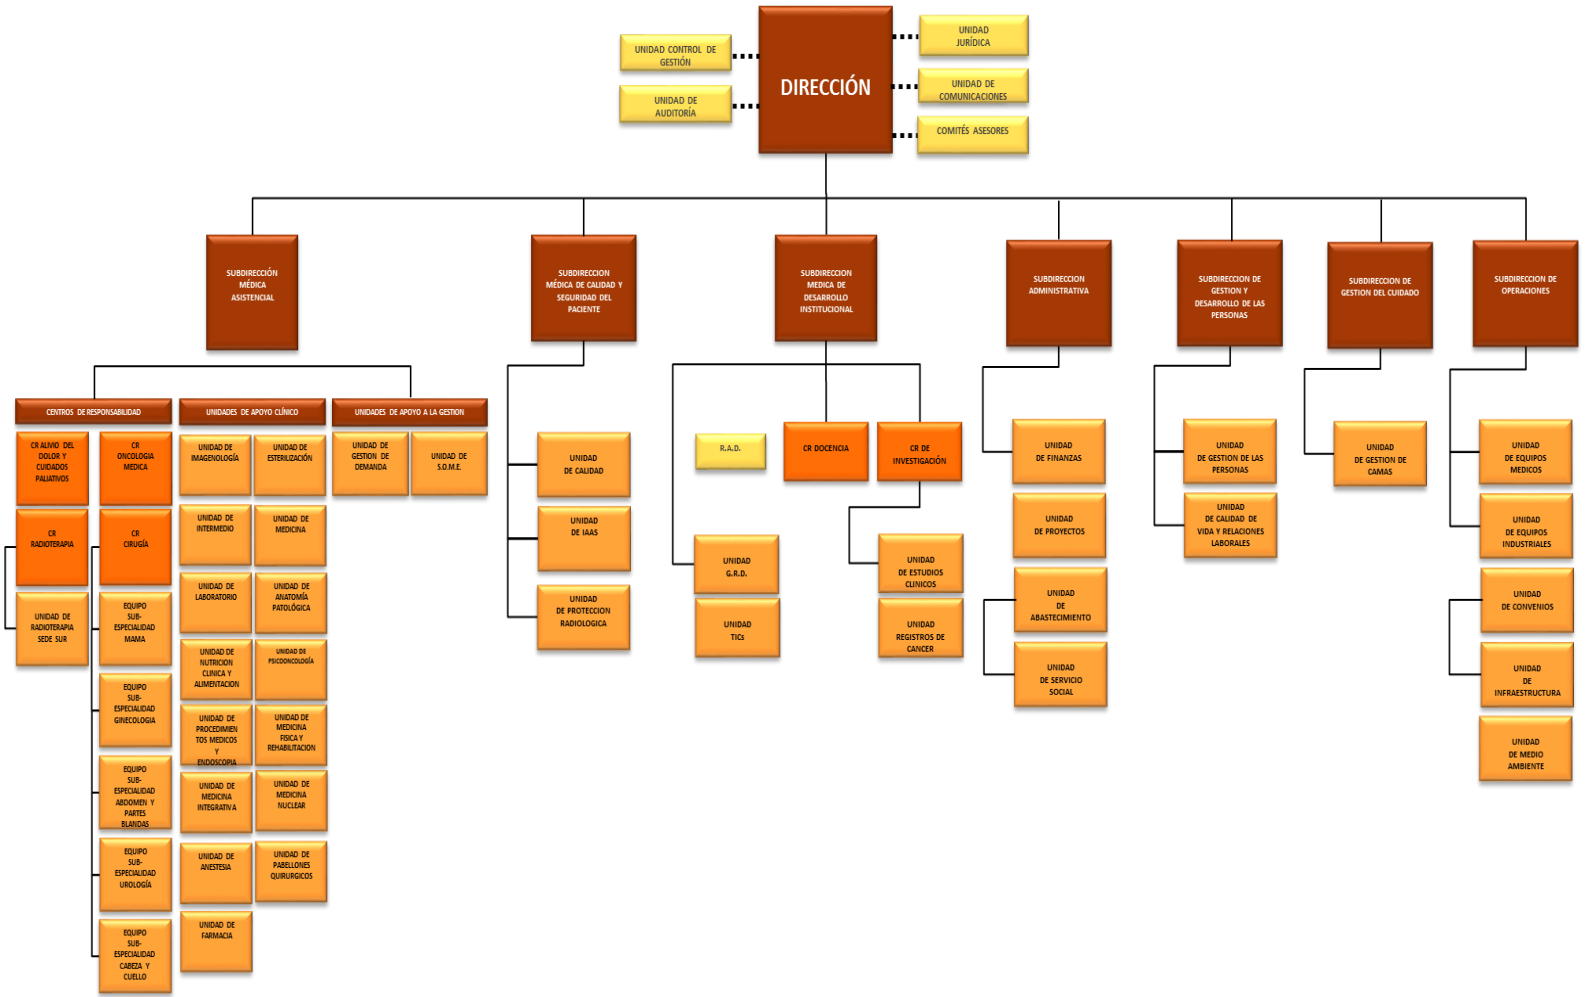 UNIDAD CONTROL DE
GESTIÓN
UNIDAD DE
AUDITORÍA
DIRECCIÓN
UNIDAD
JURÍDICA
UNIDAD DE
COMUNICACIONES
COMITÉS ASESORES
SUBDIRECCIÓN
MÉDICA
ASISTENCIAL
SUBDIRECCION
MÉDICA DE CALIDAD Y
SEGURIDAD DEL
PACIENTE
SUBDIRECCION
MEDICA DE
DESARROLLO
INSTITUCIONAL
SUBDIRECCION
ADMINISTRATIVA
SUBDIRECCION DE
GESTION Y
DESARROLLO DE LAS
PERSONAS
SUBDIRECCION DE
GESTION DEL CUIDADO
SUBDIRECCION DE
OPERACIONES
CENTROS DE RESPONSABILIDAD
UNIDADES DE APOYO CLÍNICO
UNIDADES DE APOYO A LA GESTION
CR ALIVIO DEL
DOLOR Y
CUIDADOS
PALIATIVOS
CR
ONCOLOGIA
MEDICA
CR
RADIOTERAPIA
CR
CIRUGÍA
UNIDAD DE
RADIOTERAPIA
SEDE SUR
EQUIPO
SUB-
ESPECIALIDAD
MAMA
EQUIPO
SUB-
ESPECIALIDAD
GINECOLOGIA
EQUIPO
SUB-
ESPECIALIDAD
ABDOMEN Y
PARTES
BLANDAS
EQUIPO
SUB-
ESPECIALIDAD
UROLOGÍA
EQUIPO
SUB-
ESPECIALIDAD
CABEZA Y
CUELLO
UNIDAD DE
IMAGENOLOGÍA
UNIDAD DE
ESTERILIZACIÓN
UNIDAD DE
INTERMEDIO
UNIDAD DE
MEDICINA
UNIDAD DE
LABORATORIO
UNIDAD DE
ANATOMÍA
PATOLÓGICA
UNIDAD DE
NUTRICION
CLINICA Y
ALIMENTACION
UNIDAD DE
PSICOONCOLOGÍA
UNIDAD DE
PROCEDIMIEN
TOS MEDICOS
Y
ENDOSCOPIA
UNIDAD DE
MEDICINA
FISICA Y
REHABILITACION
UNIDAD DE
MEDICINA
INTEGRATIVA
UNIDAD DE
MEDICINA
NUCLEAR
UNIDAD DE
ANESTESIA
UNIDAD DE
PABELLONES
QUIRURGICOS
UNIDAD DE
FARMACIA
UNIDAD DE
GESTION DE
DEMANDA
UNIDAD DE
S.O.M.E.
UNIDAD
DE CALIDAD
UNIDAD
DE IAAS
UNIDAD
DE PROTECCION
RADIOLOGICA
R.A.D.
CR DOCENCIA
CR DE
INVESTIGACIÓN
UNIDAD
G.R.D.
UNIDAD
TICs
UNIDAD
DE ESTUDIOS
CLINICOS
UNIDAD
REGISTROS DE
CANCER
UNIDAD
DE FINANZAS
UNIDAD
DE PROYECTOS
UNIDAD
DE
ABASTECIMIENTO
UNIDAD
DE SERVICIO
SOCIAL
UNIDAD
DE GESTION DE LAS
PERSONAS
UNIDAD
DE CALIDAD DE
VIDA Y RELACIONES
LABORALES
UNIDAD
DE GESTION DE
CAMAS
UNIDAD
DE EQUIPOS
MEDICOS
UNIDAD
DE EQUIPOS
INDUSTRIALES
UNIDAD
DE CONVENIOS
UNIDAD
DE
INFRAESTRUCTURA
UNIDAD
DE MEDIO
AMBIENTE